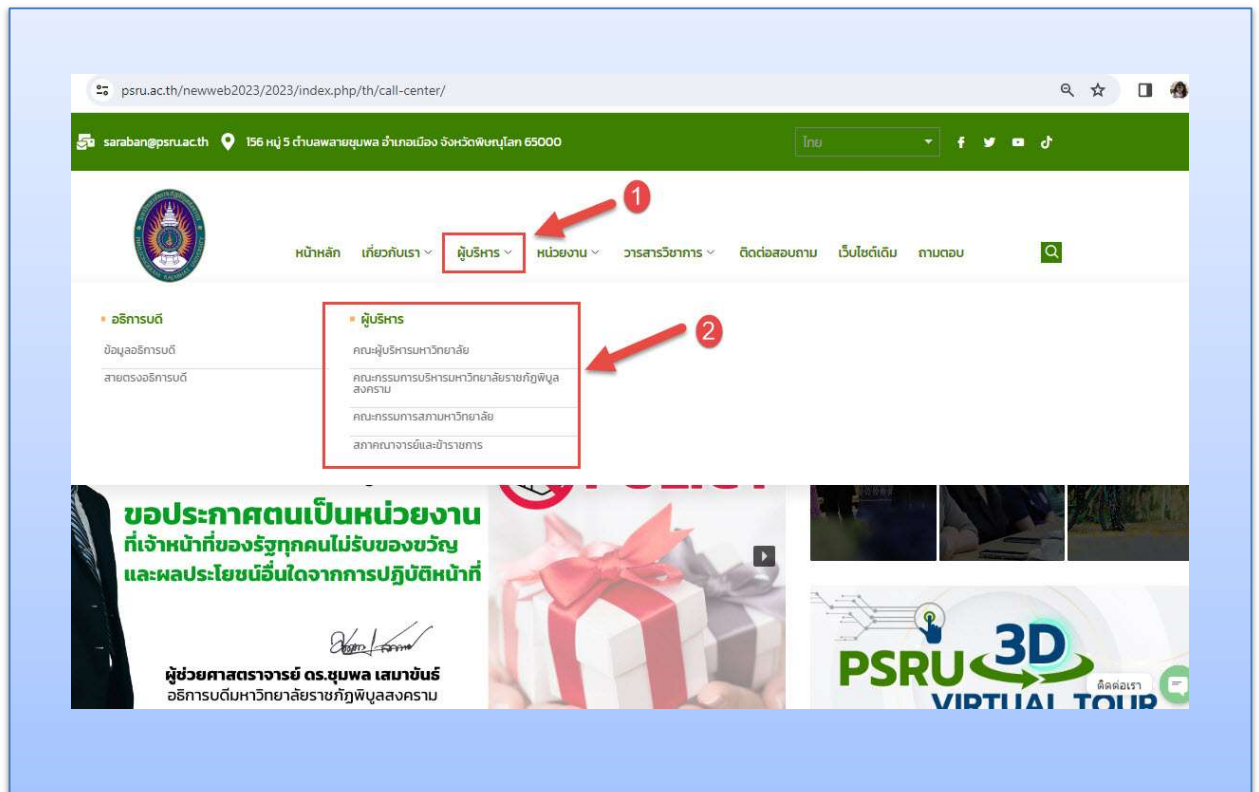 psru.ac.th/newweb2023/2023/index.php/th/call-center/
saraban@psru.ac.th 156 หมู่ 5 ตำบลพลายชุมพล อำเภอเมือง จังหวัดพิษณุโลก 65000 ไทย
1
หน้าหลัก เกี่ยวกับเรา ผู้บริหาร หน่วยงาน วารสารวิชาการ ติดต่อสอบถาม เว็บไซต์เดิม ถามตอบ
2
อธิการบดี
ข้อมูลอธิการบดี
สายตรงอธิการบดี
ผู้บริหาร
คณะผู้บริหารมหาวิทยาลัย
คณะกรรมการบริหารมหาวิทยาลัยราชภัฏพิบูล
สงคราม
คณะกรรมการสภามหาวิทยาลัย
สภาคณาจารย์และข้าราชการ
ขอประกาศตนเป็นหน่วยงาน
ที่เจ้าหน้าที่ของรัฐทุกคนไม่รับของขวัญ
และผลประโยชน์อื่นใดจากการปฏิบัติหน้าที่
ผู้ช่วยศาสตราจารย์ ดร.ชุมพล เสมาขันธ์
อธิการบดีมหาวิทยาลัยราชภัฏพิบูลสงคราม
PSRU 3D
VIRTUAL TOUR
ติดต่อเรา